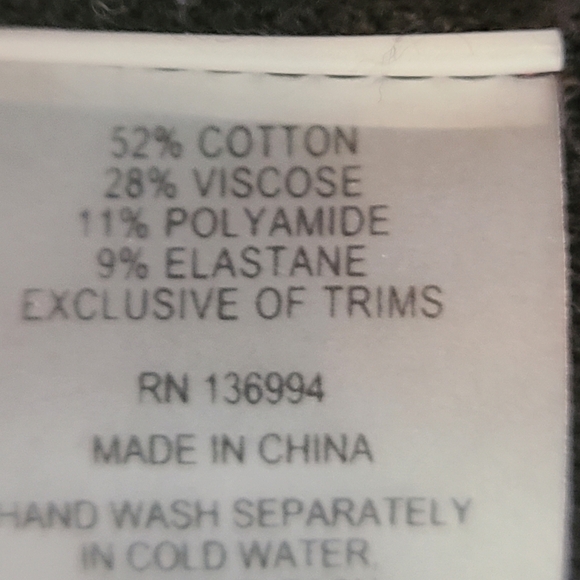 52% COTTON
28% VISCOSE
11% POLYAMIDE
9% ELASTANE
EXCLUSIVE OF TRIMS
RN 136994
MADE IN CHINA
HAND WASH SEPARATELY
IN COLD WATER.